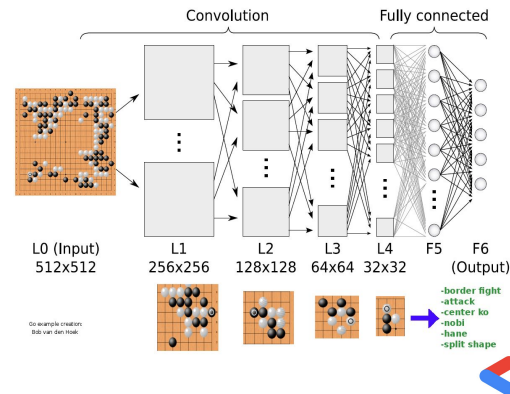 Convolution
Fully connected
L0 (Input)
512x512
L1
256x256
L2
128x128
L3
64x64
L4
32x32
F5
F6
(Output)
Go example creation:
Bob van den Hoek
-border fight
-attack
-center ko
-nobi
-hane
-split shape